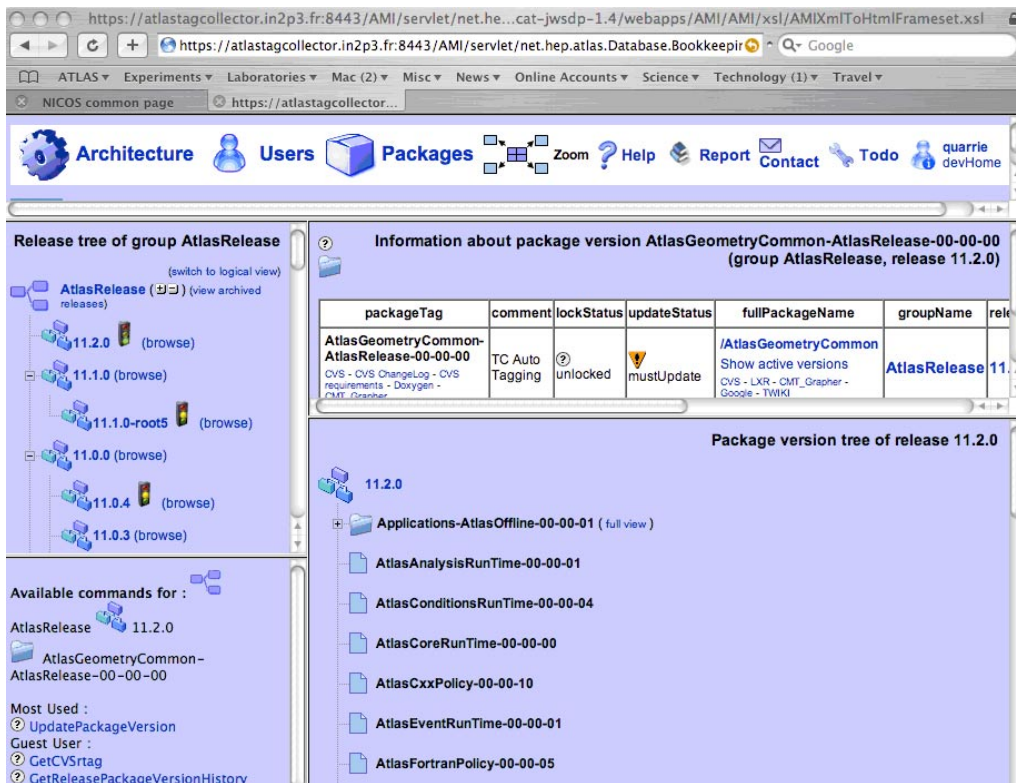 https://atlastagcollector.in2p3.fr:8443/AMI/servlet/net.he...cat-jwsdp-1.4/webapps/AMI/AMI/xsl/AMIXmlToHtmlFrameset.xsl
https://atlastagcollector.in2p3.fr:8443/AMI/servlet/net.hep.atlas.Database.Bookkeepir
Google
ATLAS Experiments Laboratories Mac (2) Misc News Online Accounts Science Technology (1) Travel
NICOS common page https://atlastagcollector...
Architecture Users Packages Zoom Help Report Contact Todo quarrie
devHome
Release tree of group AtlasRelease
(switch to logical view)
AtlasRelease ( ) (view archived
releases)
11.2.0 (browse)
11.1.0 (browse)
11.1.0-root5 (browse)
11.0.0 (browse)
11.0.4 (browse)
11.0.3 (browse)
Information about package version AtlasGeometryCommon-AtlasRelease-00-00-00
(group AtlasRelease, release 11.2.0)
packageTag comment lockStatus updateStatus fullPackageName groupName rele
AtlasGeometryCommon-
AtlasRelease-00-00-00
CVS - CVS ChangeLog - CVS
requirements - Doxygen -
CMT_Grapher
TC Auto
Tagging
unlocked
mustUpdate
/AtlasGeometryCommon
Show active versions
CVS - LXR - CMT_Grapher -
Google - TWIKI
AtlasRelease
11.
Available commands for :
AtlasRelease 11.2.0
AtlasGeometryCommon-
AtlasRelease-00-00-00
Most Used :
UpdatePackageVersion
Guest User :
GetCVSrtag
GetReleasePackageVersionHistory
Package version tree of release 11.2.0
11.2.0
Applications-AtlasOffline-00-00-01 ( full view )
AtlasAnalysisRunTime-00-00-01
AtlasConditionsRunTime-00-00-04
AtlasCoreRunTime-00-00-00
AtlasCxxPolicy-00-00-10
AtlasEventRunTime-00-00-01
AtlasFortranPolicy-00-00-05